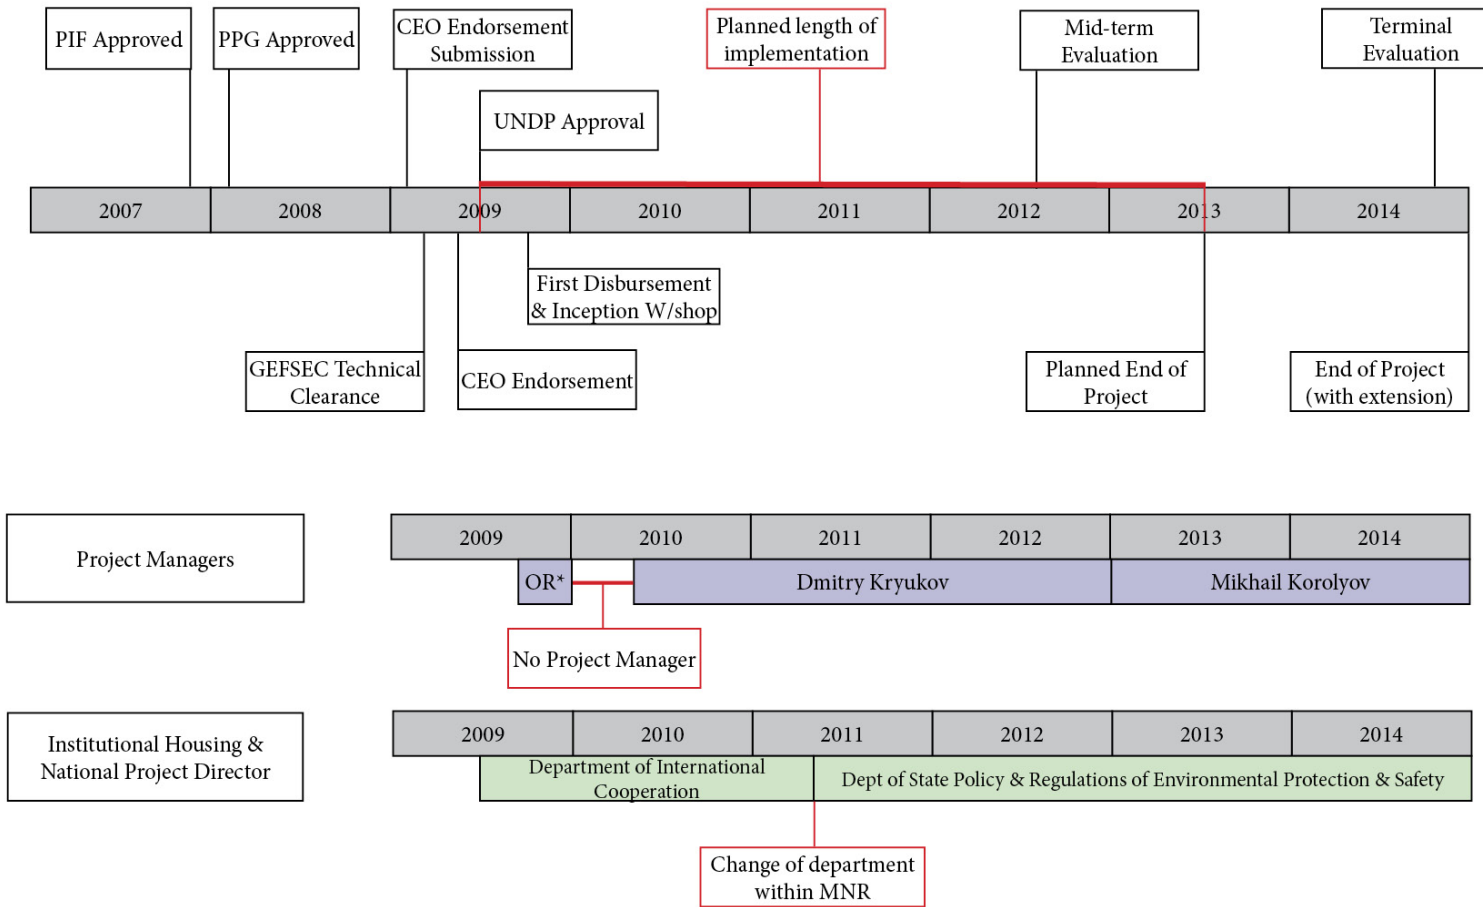 PIF Approved
PPG Approved
CEO Endorsement
Submission
Planned length of
implementation
Mid-term
Evaluation
Terminal
Evaluation
UNDP Approval
2007
2008
2009
2010
2011
2012
2013
2014
First Disbursement
& Inception W/shop
GEFSEC Technical
Clearance
CEO Endorsement
Planned End of
Project
End of Project
(with extension)
Project Managers
2009
2010
2011
2012
2013
2014
OR*
Dmitry Kryukov
Mikhail Korolyov
No Project Manager
Institutional Housing &
National Project Director
2009
2010
2011
2012
2013
2014
Department of International
Cooperation
Dept of State Policy & Regulations of Environmental Protection & Safety
Change of department
within MNR